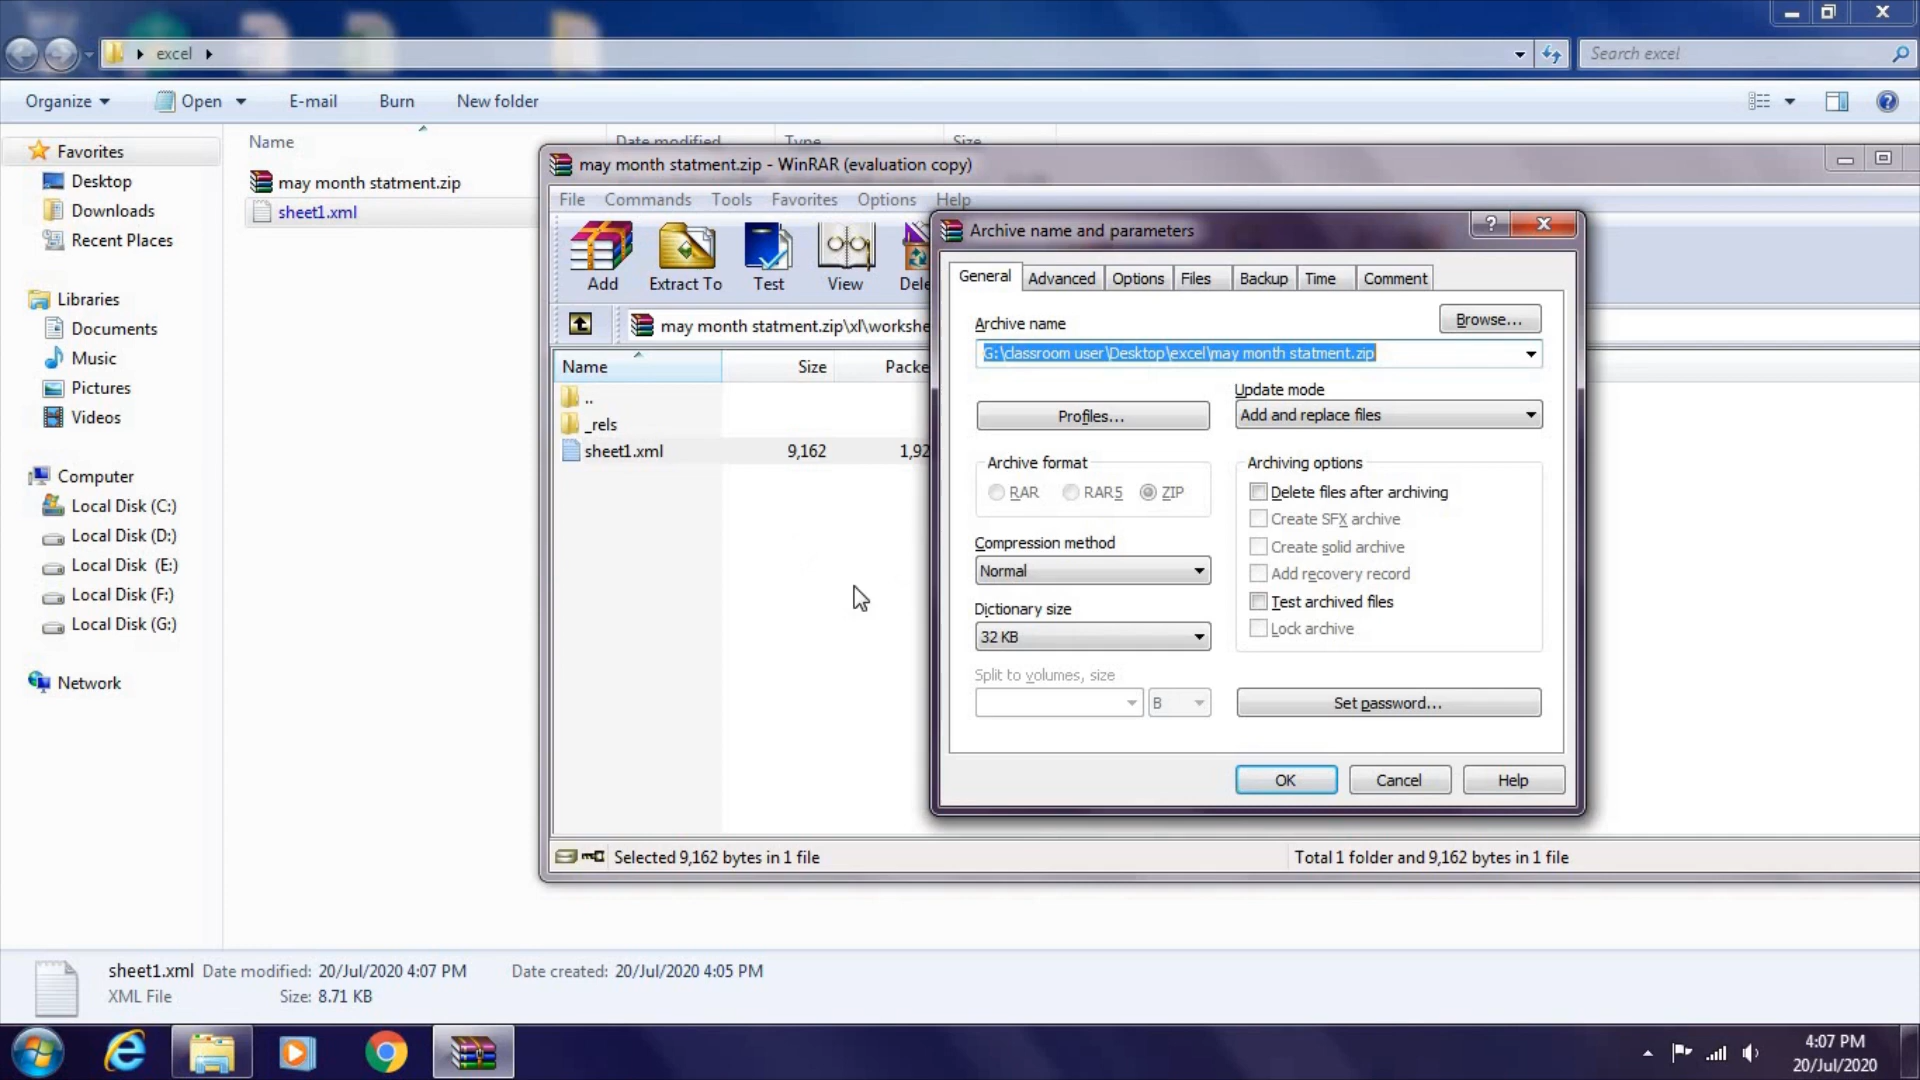 excel
Search excel
Organize
Open
E-mail
Burn
New folder
Name
Date modified
Type
Size
Favorites
Desktop
Downloads
Recent Places
Libraries
Documents
Music
Pictures
Videos
Computer
Local Disk (C:)
Local Disk (D:)
Local Disk (E:)
Local Disk (F:)
Local Disk (G:)
Network
may month statment.zip
sheet1.xml
may month statment.zip - WinRAR (evaluation copy)
File Commands Tools Favorites Options Help
Add
Extract To
Test
View
Dele
may month statment.zip\xl\workshe
Name
Size
Packe
..
_rels
sheet1.xml 9,162 1,92
Selected 9,162 bytes in 1 file
Total 1 folder and 9,162 bytes in 1 file
Archive name and parameters
General
Advanced
Options
Files
Backup
Time
Comment
Archive name
Browse...
G:\classroom user\Desktop\excel\may month statment.zip
Profiles...
Update mode
Add and replace files
Archive format
RAR
RAR5
ZIP
Compression method
Normal
Dictionary size
32 KB
Split to volumes, size
B
Archiving options
Delete files after archiving
Create SFX archive
Create solid archive
Add recovery record
Test archived files
Lock archive
Set password...
OK
Cancel
Help
sheet1.xml Date modified: 20/Jul/2020 4:07 PM Date created: 20/Jul/2020 4:05 PM
XML File Size: 8.71 KB
4:07 PM
20/Jul/2020